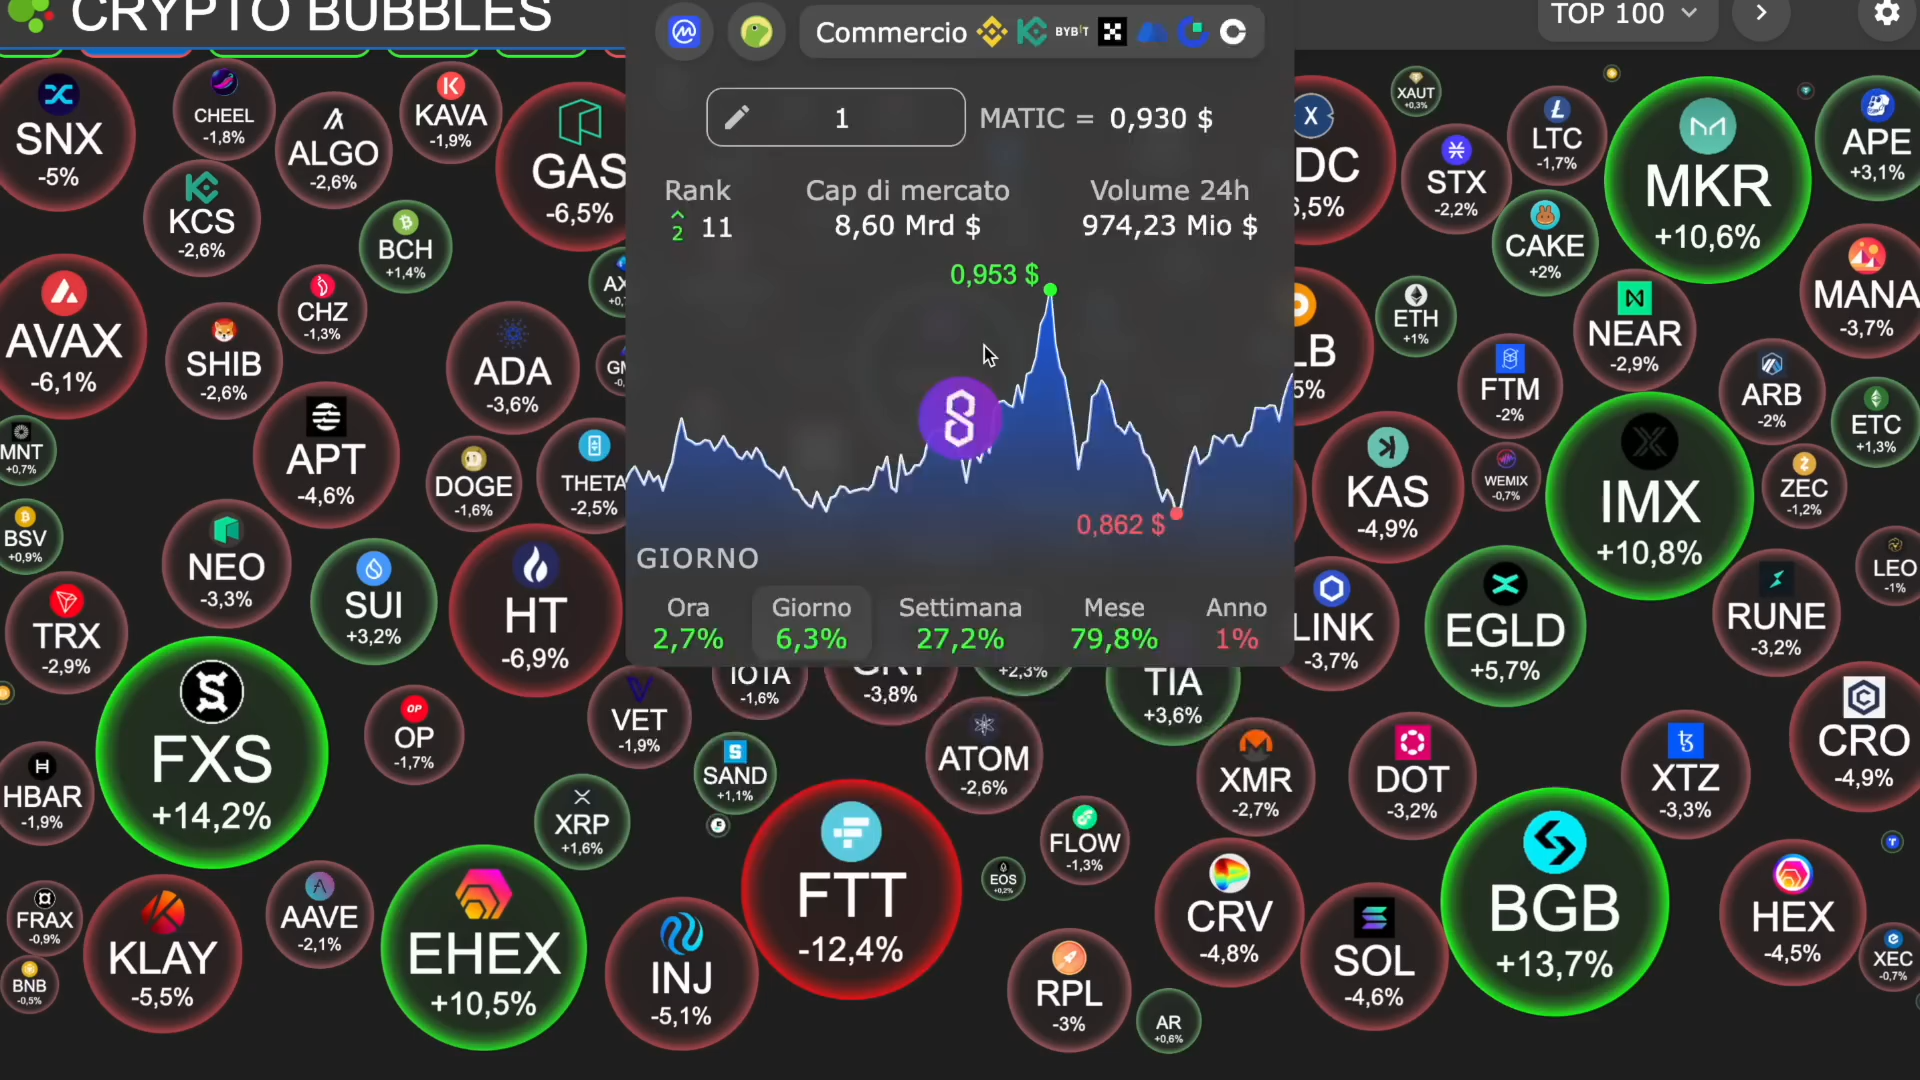 CRYPTO BUBBLES
TOP 100
Commercio
BYBIT
1
MATIC = 0,930 $
Rank
2 11
Cap di mercato
8,60 Mrd $
Volume 24h
974,23 Mio $
0,953 $
0,862 $
GIORNO
Ora
2,7%
Giorno
6,3%
Settimana
27,2%
Mese
79,8%
Anno
1%
SNX
-5%
CHEEL
-1,8%
ALGO
-2,6%
KAVA
-1,9%
GAS
-6,5%
KCS
-2,6%
BCH
+1,4%
AVAX
-6,1%
CHZ
-1,3%
SHIB
-2,6%
ADA
-3,6%
APT
-4,6%
MNT
+0,7%
DOGE
-1,6%
THETA
-2,5%
BSV
+0,9%
NEO
-3,3%
SUI
+3,2%
HT
-6,9%
TRX
-2,9%
FXS
+14,2%
OP
OP
-1,7%
VET
-1,9%
IOTA
-1,6%
-3,8%
+2,3%
TIA
+3,6%
HBAR
-1,9%
SAND
+1,1%
ATOM
-2,6%
XRP
+1,6%
FTT
-12,4%
FLOW
-1,3%
EOS
+0,2%
FRAX
-0,9%
KLAY
-5,5%
AAVE
-2,1%
EHEX
+10,5%
INJ
-5,1%
BNB
-0,5%
RPL
-3%
AR
+0,6%
XAUT
+0,3%
LTC
-1,7%
MKR
+10,6%
APE
+3,1%
DC
6,5%
STX
-2,2%
CAKE
+2%
MANA
-3,7%
ETH
+1%
NEAR
-2,9%
LB
5%
FTM
-2%
ARB
-2%
ETC
+1,3%
KAS
-4,9%
WEMIX
-0,7%
IMX
+10,8%
ZEC
-1,2%
LINK
-3,7%
EGLD
+5,7%
RUNE
-3,2%
LEO
-1%
XMR
-2,7%
DOT
-3,2%
XTZ
-3,3%
CRO
-4,9%
CRV
-4,8%
SOL
-4,6%
BGB
+13,7%
HEX
-4,5%
XEC
-0,7%